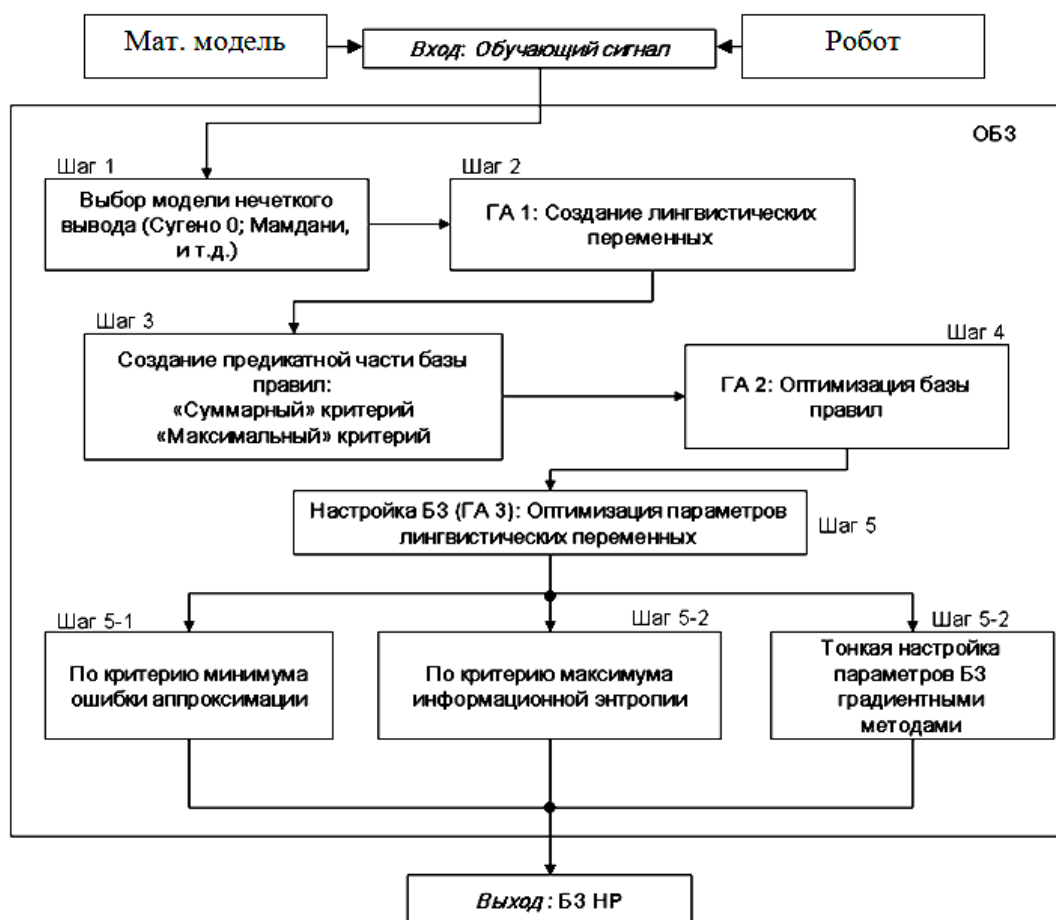 Мат. модель
Вход: Обучающий сигнал
Робот
ОБЗ
Шаг 1
Выбор модели нечеткого
вывода (Сугено 0; Мамдани,
и т.д.)
Шаг 2
ГА 1: Создание лингвистических
переменных
Шаг 3
Создание предикатной части базы
правил:
«Суммарный» критерий
«Максимальный» критерий
Шаг 4
ГА 2: Оптимизация базы
правил
Настройка БЗ (ГА 3): Оптимизация параметров
лингвистических переменных
Шаг 5
Шаг 5-1
По критерию минимума
ошибки аппроксимации
Шаг 5-2
По критерию максимума
информационной энтропии
Шаг 5-2
Тонкая настройка
параметров БЗ
градиентными
методами
Выход: БЗ НР